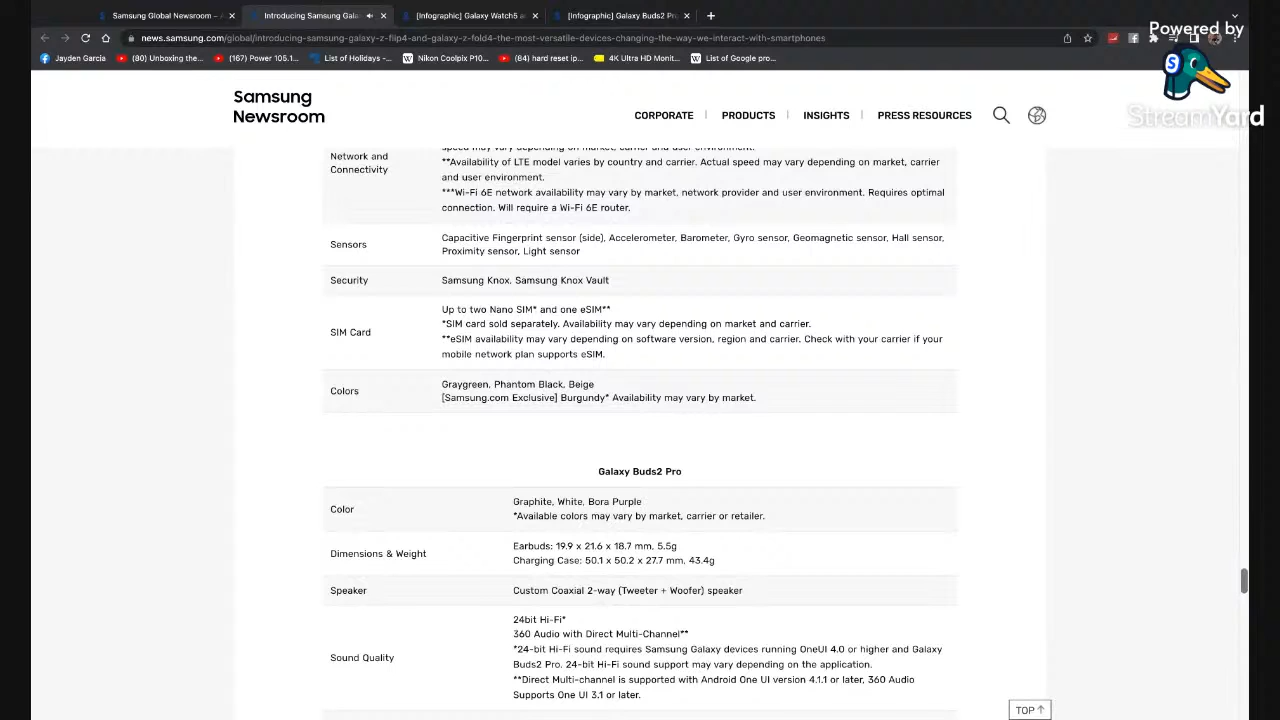 Samsung Global Newsroom – A
Introducing Samsung Gala
[Infographic] Galaxy Watch5 a
[Infographic] Galaxy Buds2 Pro
Powered by
news.samsung.com/global/introducing-samsung-galaxy-z-flip4-and-galaxy-z-fold4-the-most-versatile-devices-changing-the-way-we-interact-with-smartphones
Jayden Garcia
(80) Unboxing the...
(167) Power 105.1...
List of Holidays -...
Nikon Coolpix P10...
(84) hard reset ip...
4K Ultra HD Monit...
List of Google pro...
StreamYard
Samsung
Newsroom
CORPORATE
PRODUCTS
INSIGHTS
PRESS RESOURCES
speed may vary depending on market, carrier and user environment.
Network and
Connectivity
**Availability of LTE model varies by country and carrier. Actual speed may vary depending on market, carrier
and user environment.
***Wi-Fi 6E network availability may vary by market, network provider and user environment. Requires optimal
connection. Will require a Wi-Fi 6E router.
Sensors
Capacitive Fingerprint sensor (side), Accelerometer, Barometer, Gyro sensor, Geomagnetic sensor, Hall sensor,
Proximity sensor, Light sensor
Security
Samsung Knox, Samsung Knox Vault
SIM Card
Up to two Nano SIM* and one eSIM**
*SIM card sold separately. Availability may vary depending on market and carrier.
**eSIM availability may vary depending on software version, region and carrier. Check with your carrier if your
mobile network plan supports eSIM.
Colors
Graygreen, Phantom Black, Beige
[Samsung.com Exclusive] Burgundy* Availability may vary by market.
Galaxy Buds2 Pro
Color
Graphite, White, Bora Purple
*Available colors may vary by market, carrier or retailer.
Dimensions & Weight
Earbuds: 19.9 x 21.6 x 18.7 mm, 5.5g
Charging Case: 50.1 x 50.2 x 27.7 mm, 43.4g
Speaker
Custom Coaxial 2-way (Tweeter + Woofer) speaker
Sound Quality
24bit Hi-Fi*
360 Audio with Direct Multi-Channel**
*24-bit Hi-Fi sound requires Samsung Galaxy devices running OneUI 4.0 or higher and Galaxy
Buds2 Pro. 24-bit Hi-Fi sound support may vary depending on the application.
**Direct Multi-channel is supported with Android One UI version 4.1.1 or later, 360 Audio
Supports One UI 3.1 or later.
TOP